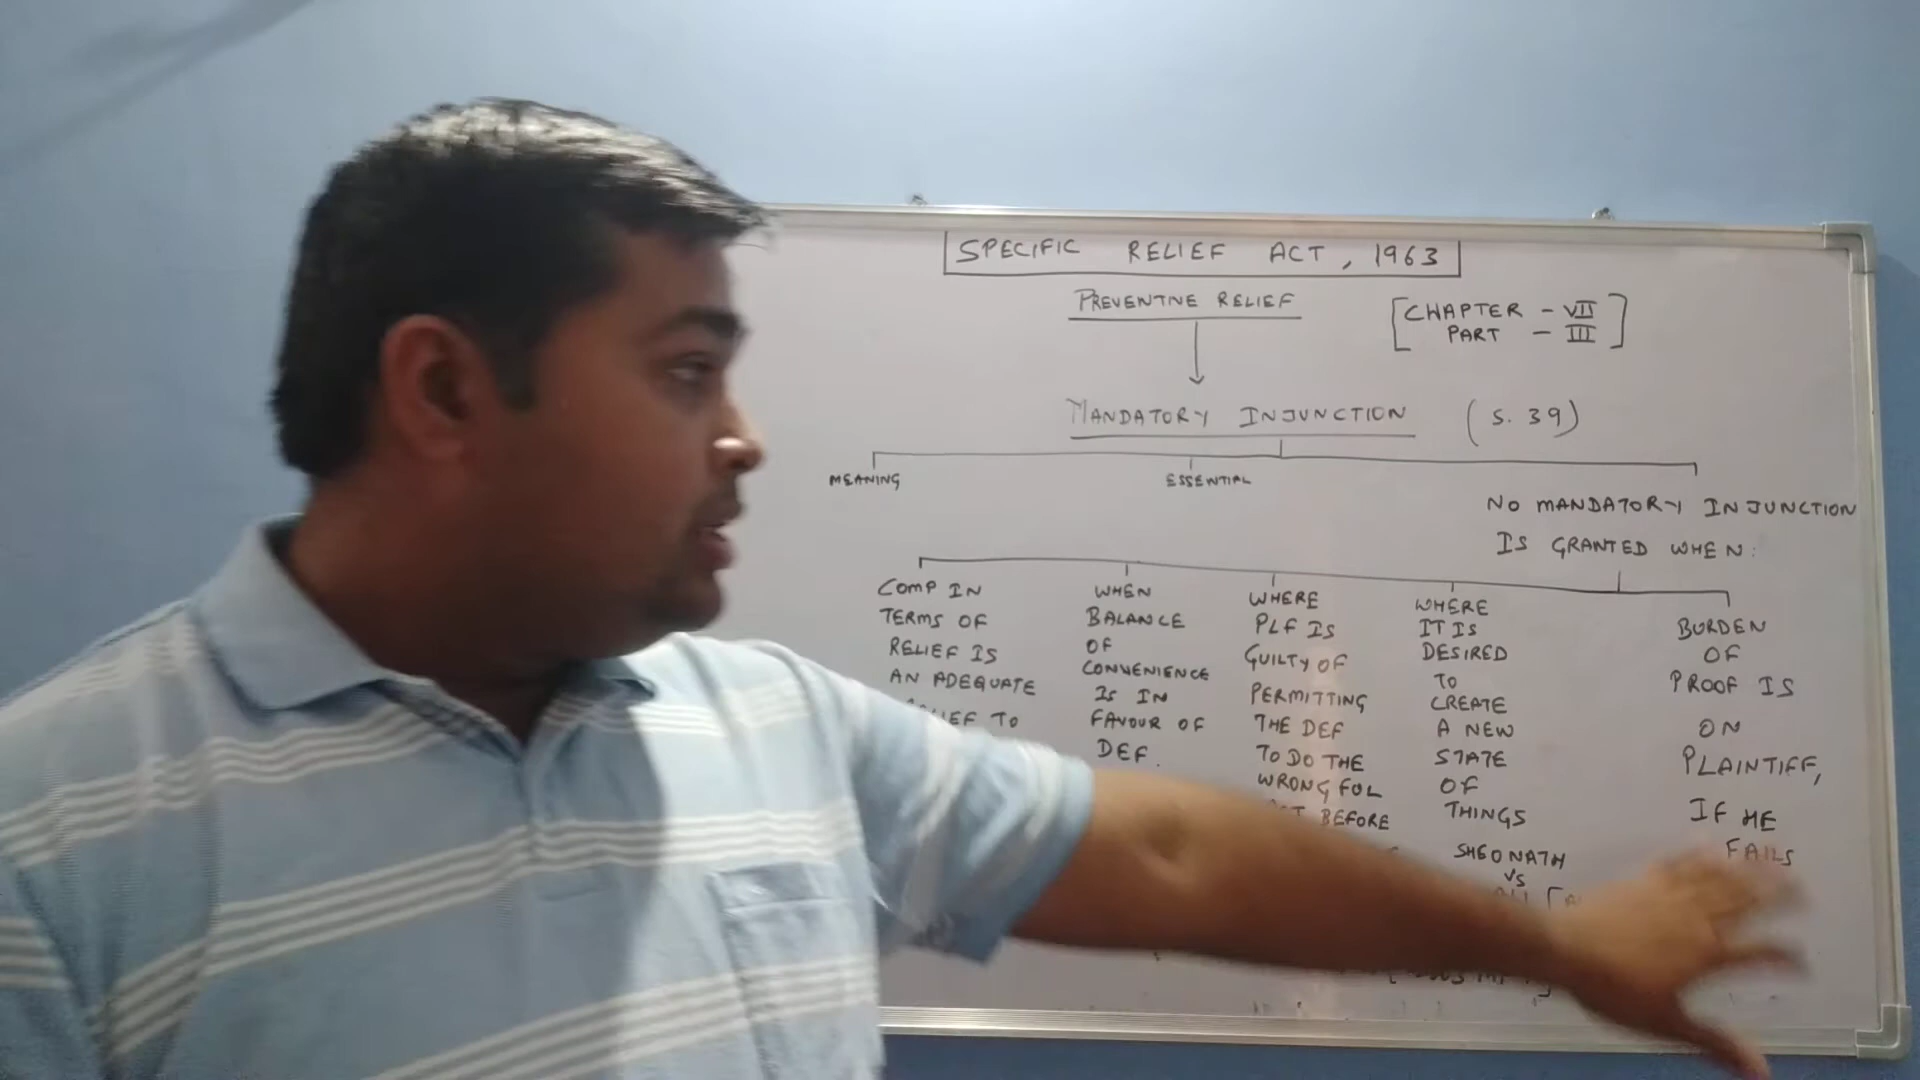 SPECIFIC RELIEF ACT, 1963
PREVENTIVE RELIEF
[CHAPTER - VII
PART - III]
MANDATORY INJUNCTION (S. 39)
MEANING
ESSENTIAL
NO MANDATORY INJUNCTION
IS GRANTED WHEN:
COMP IN
TERMS OF
RELIEF IS
AN ADEQUATE
TO
WHEN
BALANCE
OF
CONVENIENCE
IS IN
FAVOUR OF
DEF.
WHERE
PLF IS
GUILTY OF
PERMITTING
THE DEF
TO DO THE
WRONGFUL
BEFORE
WHERE
IT IS
DESIRED
TO
CREATE
A NEW
STATE
OF
THINGS
SHEONATH
VS
BURDEN
OF
PROOF IS
ON
PLAINTIFF,
IF HE
FAILS